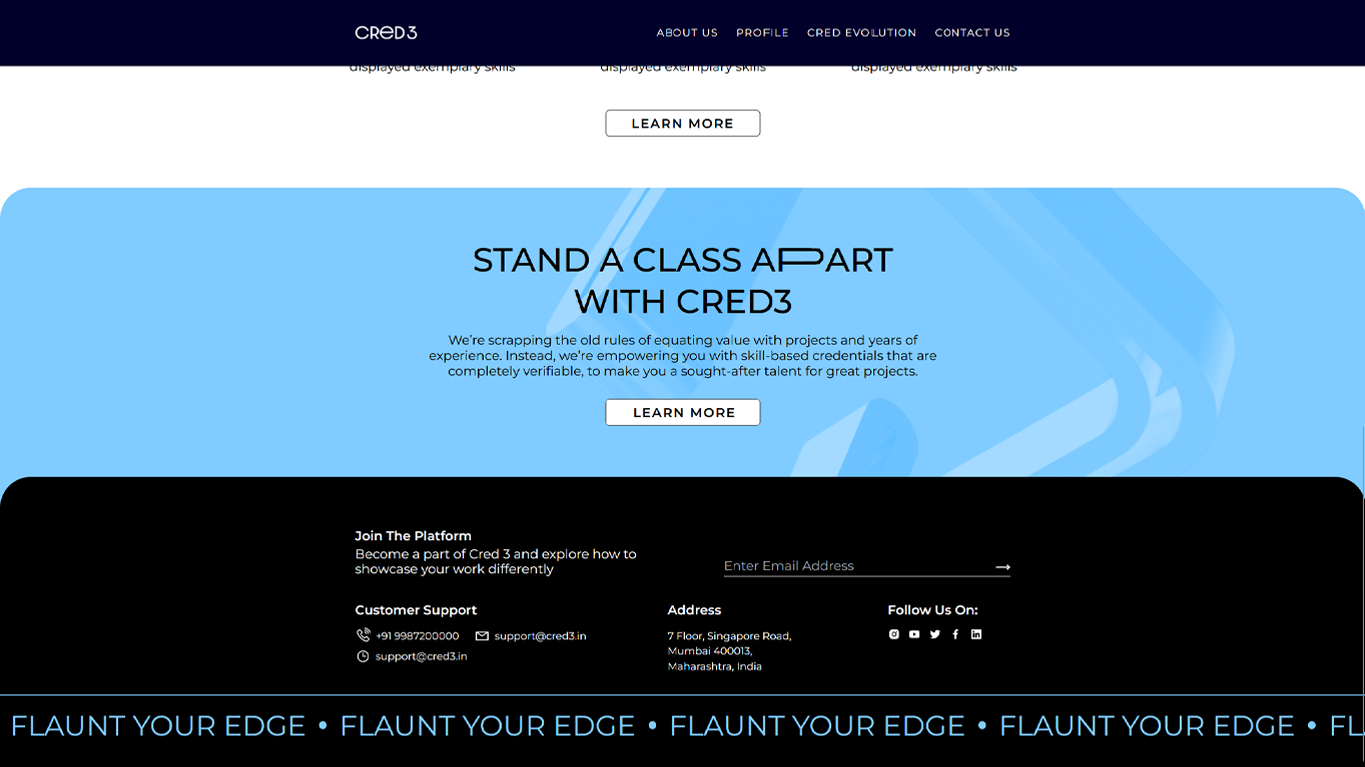 CRED3
ABOUT US PROFILE CRED EVOLUTION CONTACT US
displayed exemplary skills displayed exemplary skills displayed exemplary skills
LEARN MORE
STAND A CLASS APART
WITH CRED3
We're scrapping the old rules of equating value with projects and years of
experience. Instead, we're empowering you with skill-based credentials that are
completely verifiable, to make you a sought-after talent for great projects.
LEARN MORE
Join The Platform
Become a part of Cred 3 and explore how to
showcase your work differently
Enter Email Address
Customer Support
+91 9987200000 support@cred3.in
support@cred3.in
Address
7 Floor, Singapore Road,
Mumbai 400013,
Maharashtra, India
Follow Us On:
FLAUNT YOUR EDGE • FLAUNT YOUR EDGE • FLAUNT YOUR EDGE • FLAUNT YOUR EDGE • FL